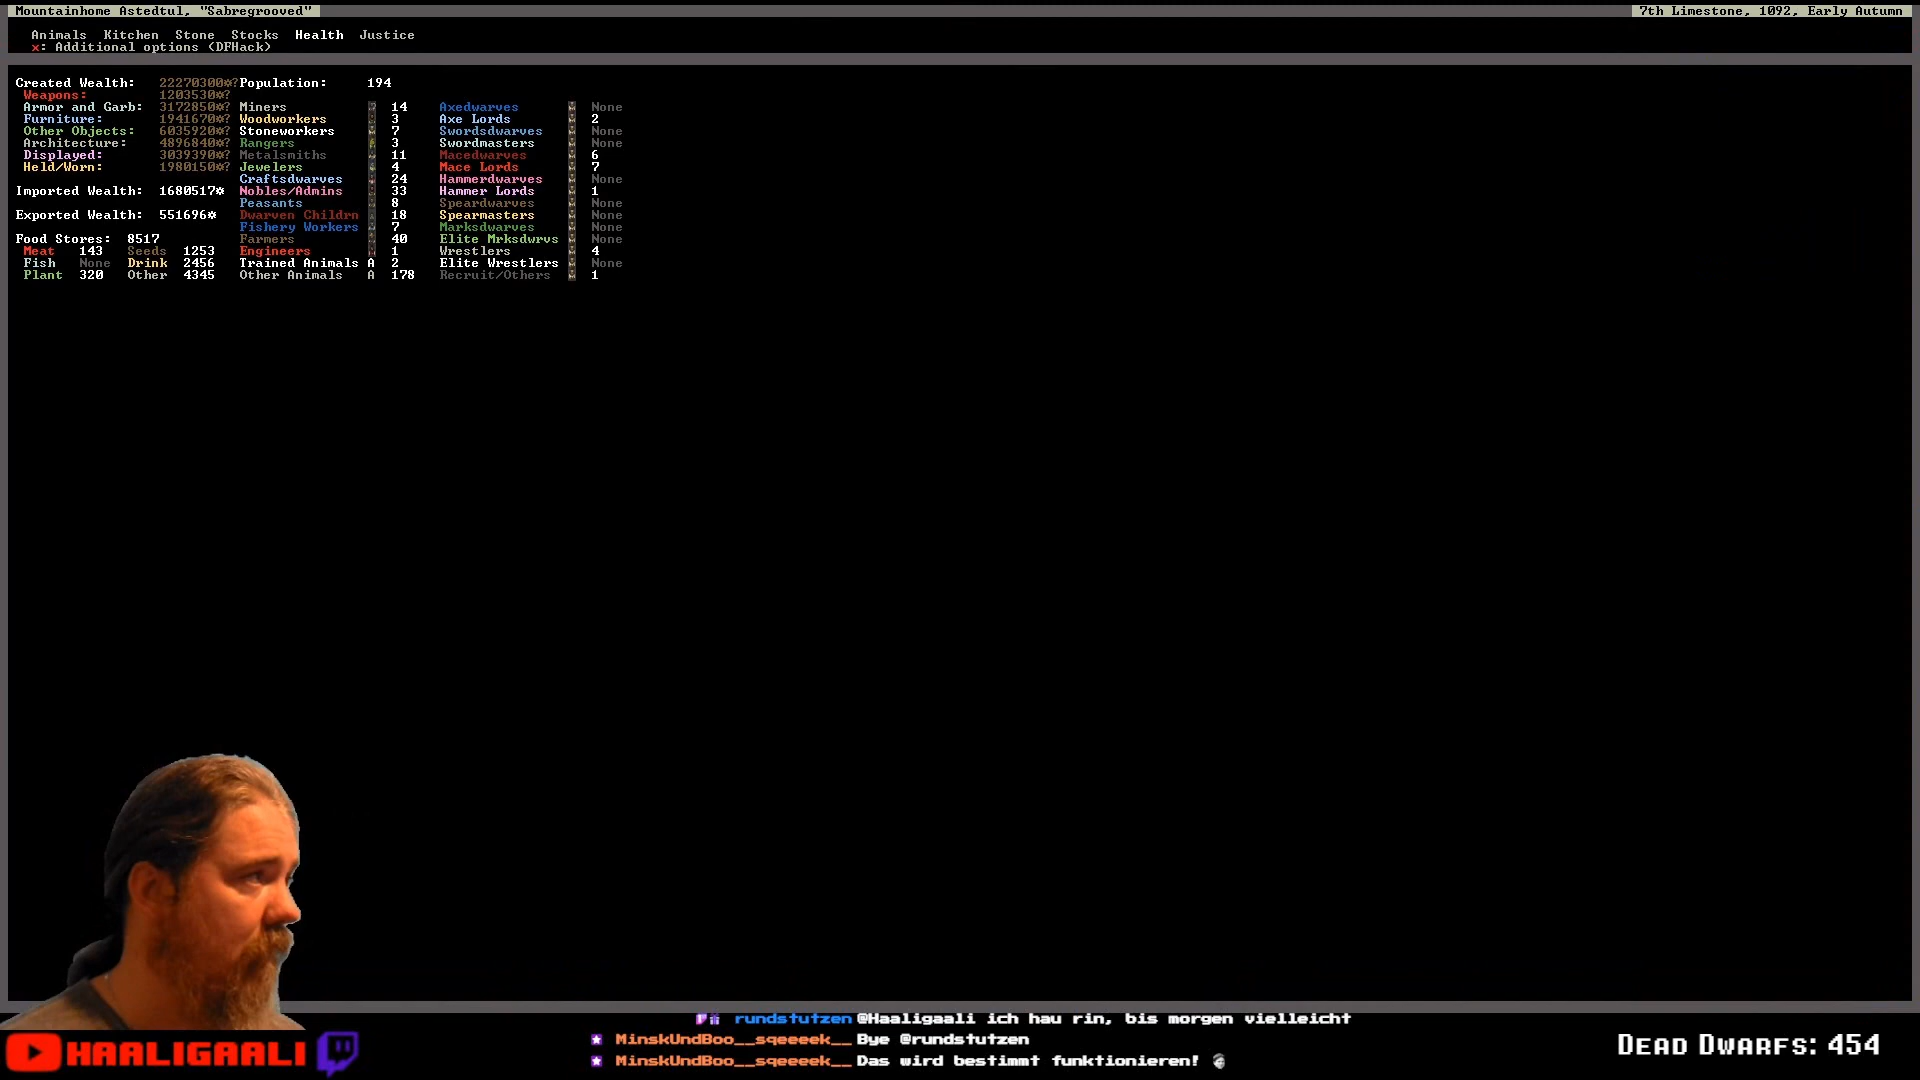 Mountainhome Astedtul, "Sabregrooved" 7th Limestone, 1092, Early Autumn
Animals Kitchen Stone Stocks Health Justice
x: Additional options (DFHack)
Created Wealth: 22270300☼? Population: 194
Weapons: 1203530☼?
Armor and Garb: 3172850☼? Miners 14 Axedwarves None
Furniture: 1941670☼? Woodworkers 3 Axe Lords 2
Other Objects: 6035920☼? Stoneworkers 7 Swordsdwarves None
Architecture: 4896840☼? Rangers 3 Swordmasters None
Displayed: 3039390☼? Metalsmiths 11 Macedwarves 6
Held/Worn: 1980150☼? Jewelers 4 Mace Lords 7
Craftsdwarves 24 Hammerdwarves None
Imported Wealth: 1680517☼ Nobles/Admins 33 Hammer Lords 1
Peasants 8 Speardwarves None
Exported Wealth: 551696☼ Dwarven Childrn 18 Spearmasters None
Fishery Workers 7 Marksdwarves None
Food Stores: 8517 Farmers 40 Elite Mrksdwrvs None
Meat 143 Seeds 1253 Engineers 1 Wrestlers 4
Fish None Drink 2456 Trained Animals A 2 Elite Wrestlers None
Plant 320 Other 4345 Other Animals A 178 Recruit/Others 1
rundstutzen @Haaligaali ich hau rin, bis morgen vielleicht
MinskUndBoo__sqeeeek__ Bye @rundstutzen
MinskUndBoo__sqeeeek__ Das wird bestimmt funktionieren!
HAALIGAALI
Dead Dwarfs: 454